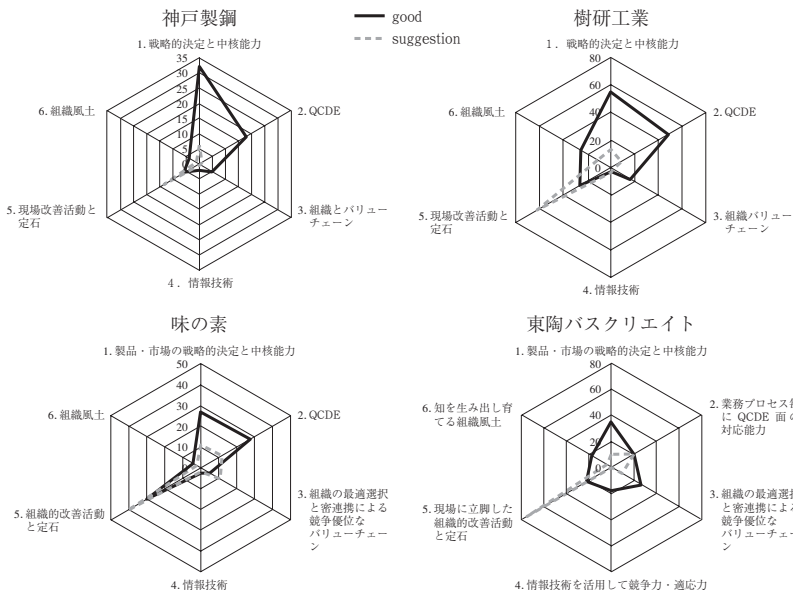 神戸製鋼
good
suggestion
1. 戦略的決定と中核能力
35
30
25
20
15
10
5
0
2. QCDE
3. 組織とバリュー
チェーン
4. 情報技術
5. 現場改善活動と
定石
6. 組織風土
樹研工業
1. 戦略的決定と中核能力
80
60
40
20
0
2. QCDE
3. 組織バリュー
チェーン
4. 情報技術
5. 現場改善活動と
定石
6. 組織風土
味の素
1. 製品・市場の戦略的決定と中核能力
50
40
30
20
10
2. QCDE
3. 組織の最適選択
と密連携による
競争優位な
バリューチェー
ン
4. 情報技術
5. 組織的改善活動
と定石
6. 組織風土
東陶バスクリエイト
1. 製品・市場の戦略的決定と中核能力
80
60
40
20
0
2. 業務プロセス
に QCDE 面の
対応能力
3. 組織の最適選
と密連携によ
競争優位な
バリューチェー
ン
4. 情報技術を活用して競争力・適応力
5. 現場に立脚した
組織的改善活動
と定石
6. 知を生み出し育
てる組織風土